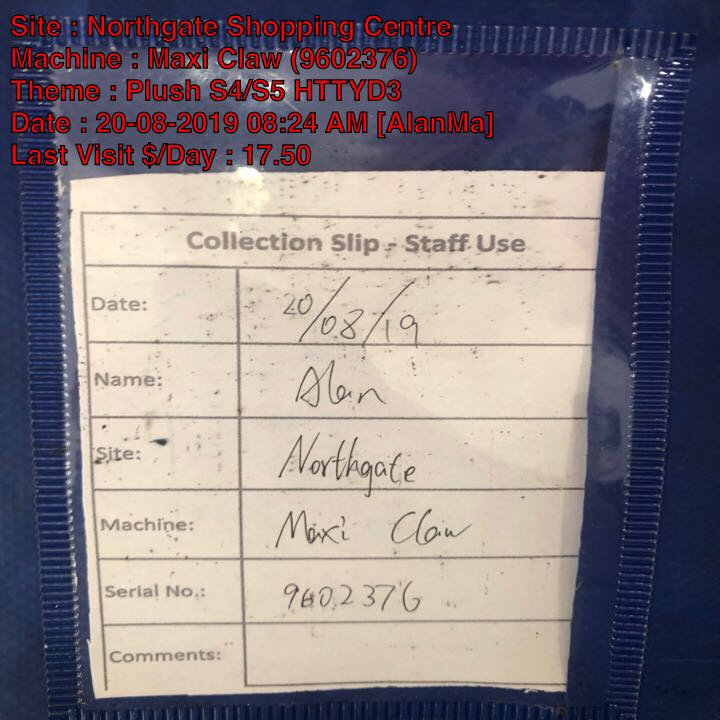 Site : Northgate Shopping Centre
Machine : Maxi Claw (9602376)
Theme : Plush S4/S5 HTTYD3
Date : 20-08-2019 08:24 AM [AlanMa]
Last Visit $/Day : 17.50
Collection Slip - Staff Use
Date: 20/08/19
Name: Alan
Site: Northgate
Machine: Maxi Claw
Serial No.: 9602376
Comments: